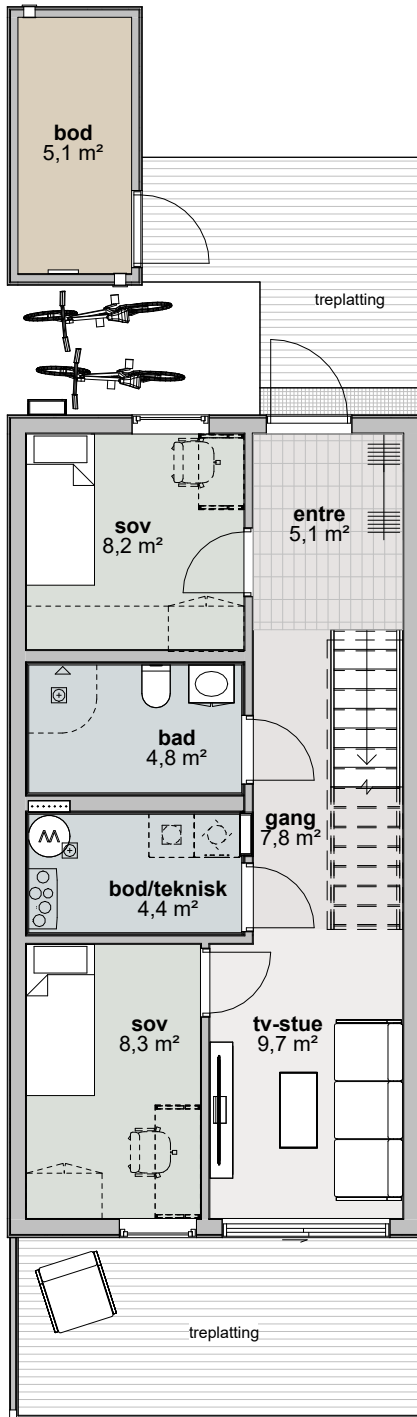 bod
5,1 m²
treplatting
sov
8,2 m²
entre
5,1 m²
bad
4,8 m²
gang
7,8 m²
bod/teknisk
4,4 m²
sov
8,3 m²
tv-stue
9,7 m²
treplatting